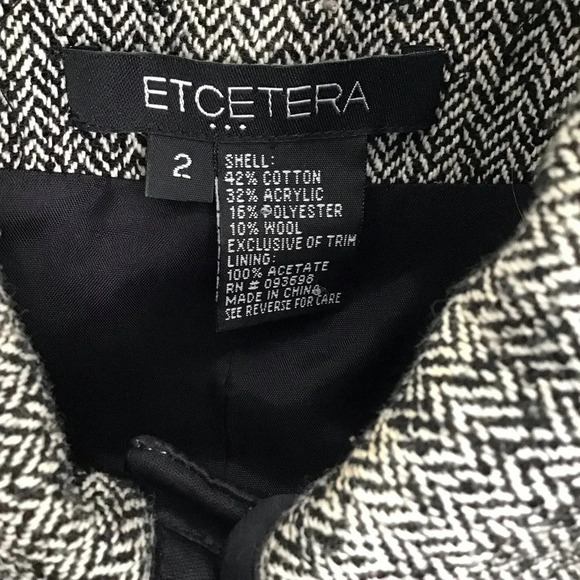 ETCETERA
...
2
SHELL:
42% COTTON
32% ACRYLIC
16% POLYESTER
10% WOOL
EXCLUSIVE OF TRIM
LINING:
100% ACETATE
RN # 093698
MADE IN CHINA
SEE REVERSE FOR CARE